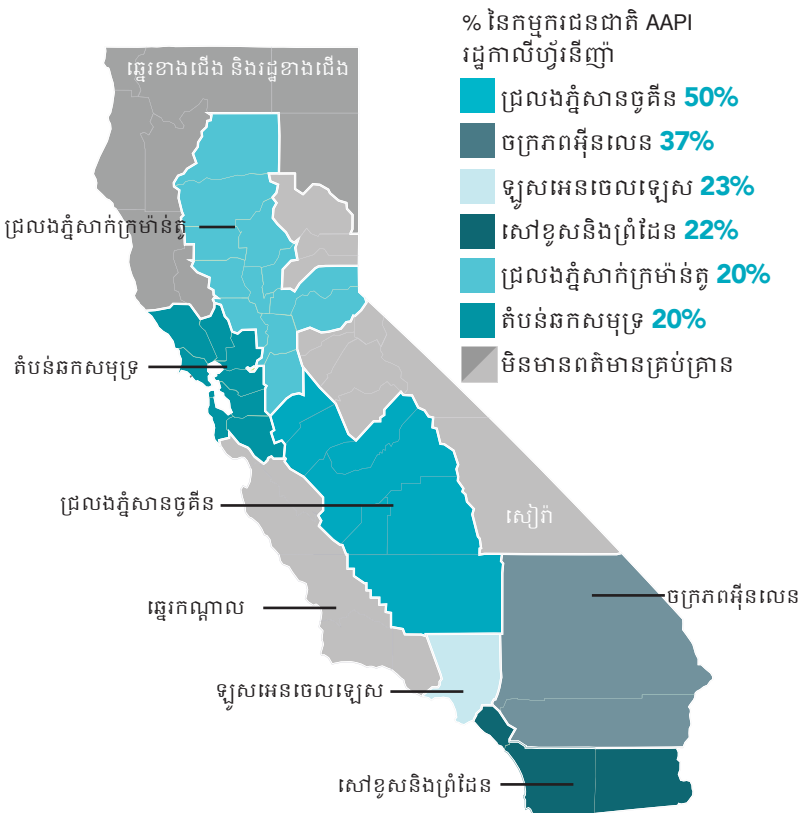 % នៃកម្មករជនជាតិ AAPI
រដ្ឋកាលីហ្វ័រនីញ៉ា
ជ្រលងភ្នំសានចូគីន 50%
ចក្រភពអ៊ីនលេន 37%
ឡូសអេនចេលឡេស 23%
សៅខូសនិងព្រំដែន 22%
ជ្រលងភ្នំសាក់ក្រម៉ាន់តូ 20%
តំបន់ឆកសមុទ្រ 20%
មិនមានពត៌មានគ្រប់គ្រាន
ឆ្នេរខាងជើង និងរដ្ឋខាងជើង
ជ្រលងភ្នំសាក់ក្រម៉ាន់តូ
តំបន់ឆកសមុទ្រ
ជ្រលងភ្នំសានចូគីន
សៀរ៉ា
ឆ្នេរកណ្តាល
ចក្រភពអ៊ីនលេន
ឡូសអេនចេលឡេស
សៅខូសនិងព្រំដែន